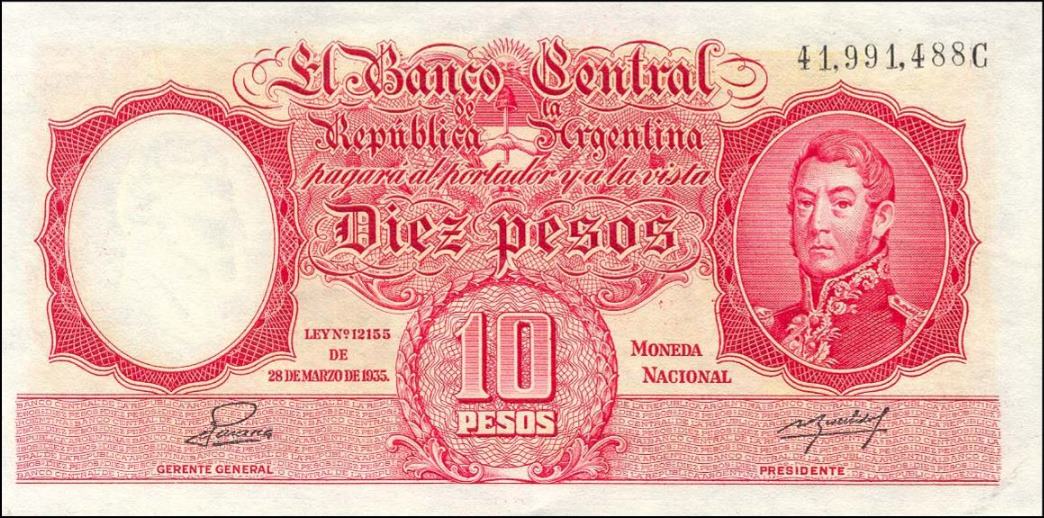 41,991,488C
El Banco Central
de la
República Argentina
pagará al portador y a la vista
Diez pesos
LEY Nº 12155
DE
28 DE MARZO DE 1935.
10
PESOS
MONEDA
NACIONAL
GERENTE GENERAL
PRESIDENTE